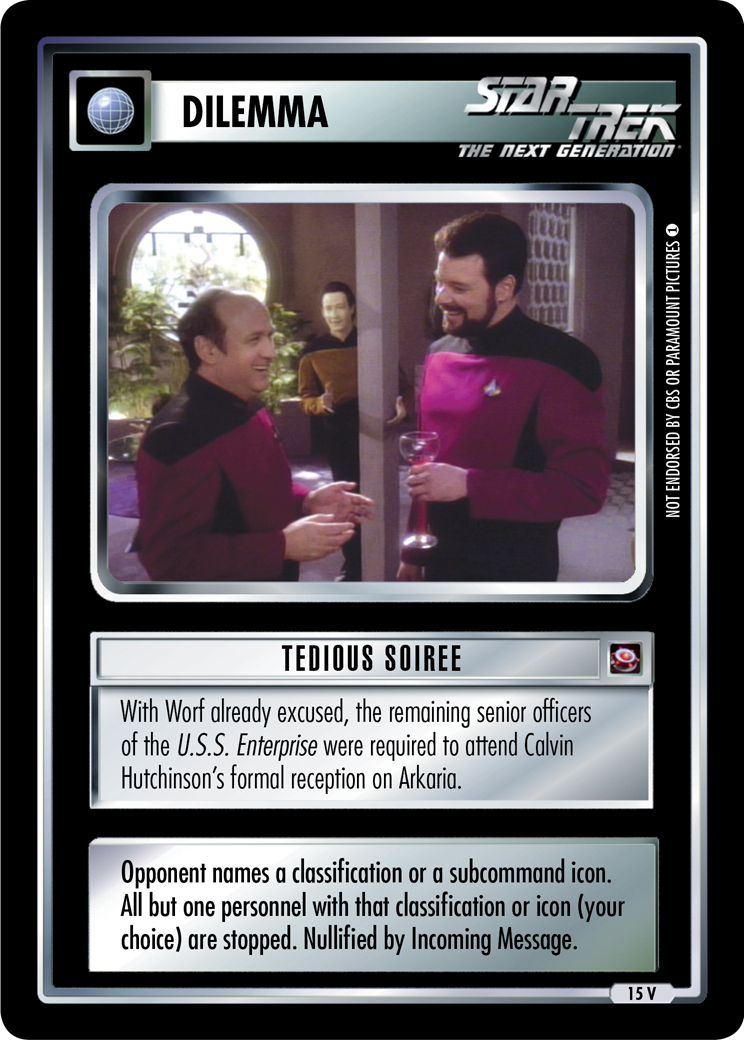 DILEMMA
STAR TREK
THE NEXT GENERATION
NOT ENDORSED BY CBS OR PARAMOUNT PICTURES 1
TEDIOUS SOIREE
With Worf already excused, the remaining senior officers
of the U.S.S. Enterprise were required to attend Calvin
Hutchinson's formal reception on Arkaria.
Opponent names a classification or a subcommand icon.
All but one personnel with that classification or icon (your
choice) are stopped. Nullified by Incoming Message.
15 V